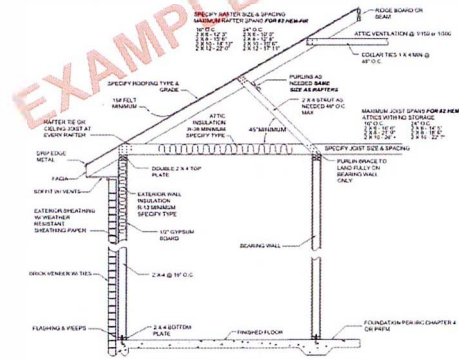 EXAMPLE
SPECIFY RAFTER SIZE & SPACING
MAXIMUM RAFTER SPAN FOR #2 HEM-FIR
16" O.C. 24" O.C.
RIDGE BOARD OR
BEAM
ATTIC VENTILATION @ 1/150 or 1/300
COLLAR TIES 1 X 4 MIN @
48" O.C.
PURLINS AS
NEEDED SAME
SIZE AS RAFTERS
SPECIFY ROOFING TYPE &
GRADE
15# FELT
MINIMUM
2 X 4 STRUT AS
NEEDED 48" O.C.
MAX
RAFTER TIE OR
CEILING JOIST AT
EVERY RAFTER
ATTIC
INSULATION
R-38 MINIMUM
SPECIFY TYPE
45° MINIMUM
MAXIMUM JOIST SPANS FOR #2 HEM-FIR
ATTICS WITH NO STORAGE
16" O.C. 24" O.C.
SPECIFY JOIST SIZE & SPACING
DRIP EDGE
METAL
FACIA
DOUBLE 2 X 4 TOP
PLATE
PURLIN BRACE TO
LAND FULLY ON
BEARING WALL
ONLY
SOFFIT W/ VENTS
EXTERIOR WALL
INSULATION
R-13 MINIMUM
SPECIFY TYPE
EXTERIOR SHEATHING
W/ WEATHER
RESISTANT
SHEATHING PAPER
1/2" GYPSUM
BOARD
BEARING WALL
BRICK VENEER W/ TIES
2 X 4 @ 16" O.C.
FLASHING & WEEPS
2 X 4 BOTTOM
PLATE
FINISHED FLOOR
FOUNDATION PER IRC CHAPTER 4
OR PRFM